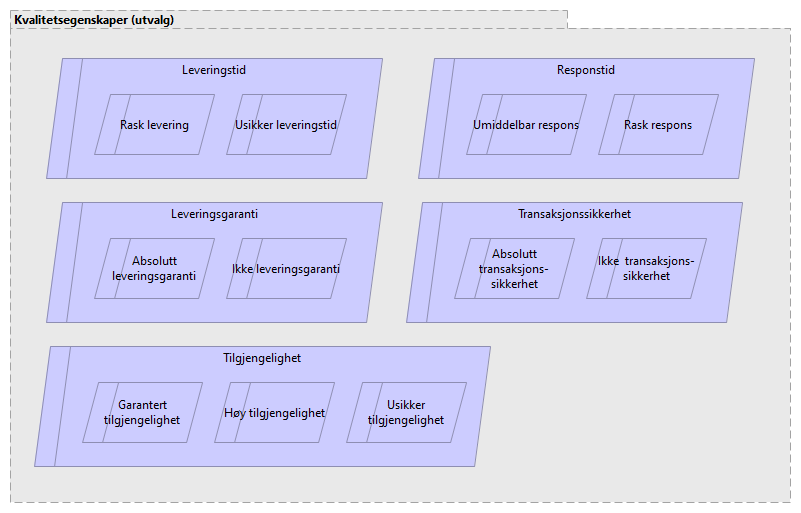 Kvalitetsegenskaper (utvalg)
Leveringstid
Rask levering
Usikker leveringstid
Responstid
Umiddelbar respons
Rask respons
Leveringsgaranti
Absolutt
leveringsgaranti
Ikke leveringsgaranti
Transaksjonssikkerhet
Absolutt
transaksjons-
sikkerhet
Ikke transaksjons-
sikkerhet
Tilgjengelighet
Garantert
tilgjengelighet
Høy tilgjengelighet
Usikker
tilgjengelighet